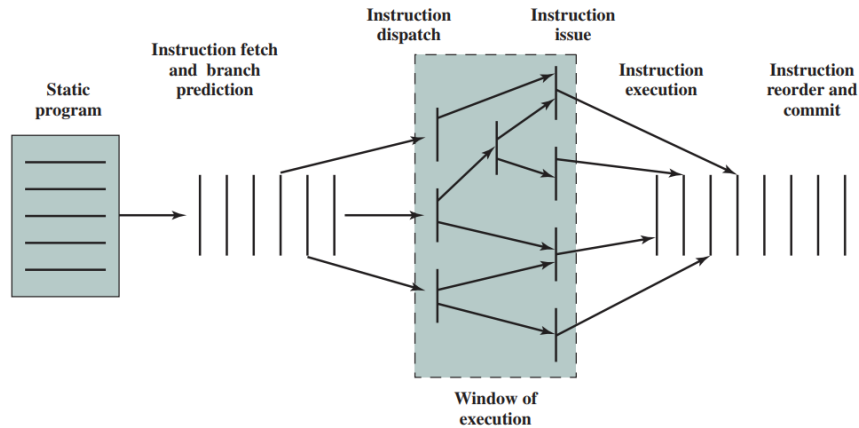 Static
program
Instruction fetch
and branch
prediction
Instruction
dispatch
Instruction
issue
Instruction
execution
Instruction
reorder and
commit
Window of
execution